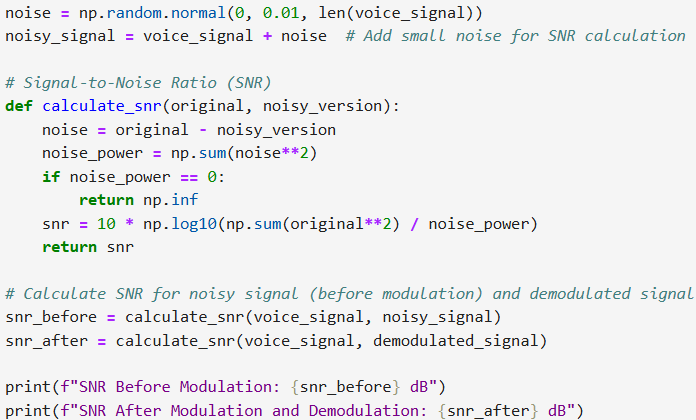 noise = np.random.normal(0, 0.01, len(voice_signal))
noisy_signal = voice_signal + noise  # Add small noise for SNR calculation

# Signal-to-Noise Ratio (SNR)
def calculate_snr(original, noisy_version):
    noise = original - noisy_version
    noise_power = np.sum(noise**2)
    if noise_power == 0:
        return np.inf
    snr = 10 * np.log10(np.sum(original**2) / noise_power)
    return snr

# Calculate SNR for noisy signal (before modulation) and demodulated signal
snr_before = calculate_snr(voice_signal, noisy_signal)
snr_after = calculate_snr(voice_signal, demodulated_signal)

print(f"SNR Before Modulation: {snr_before} dB")
print(f"SNR After Modulation and Demodulation: {snr_after} dB")